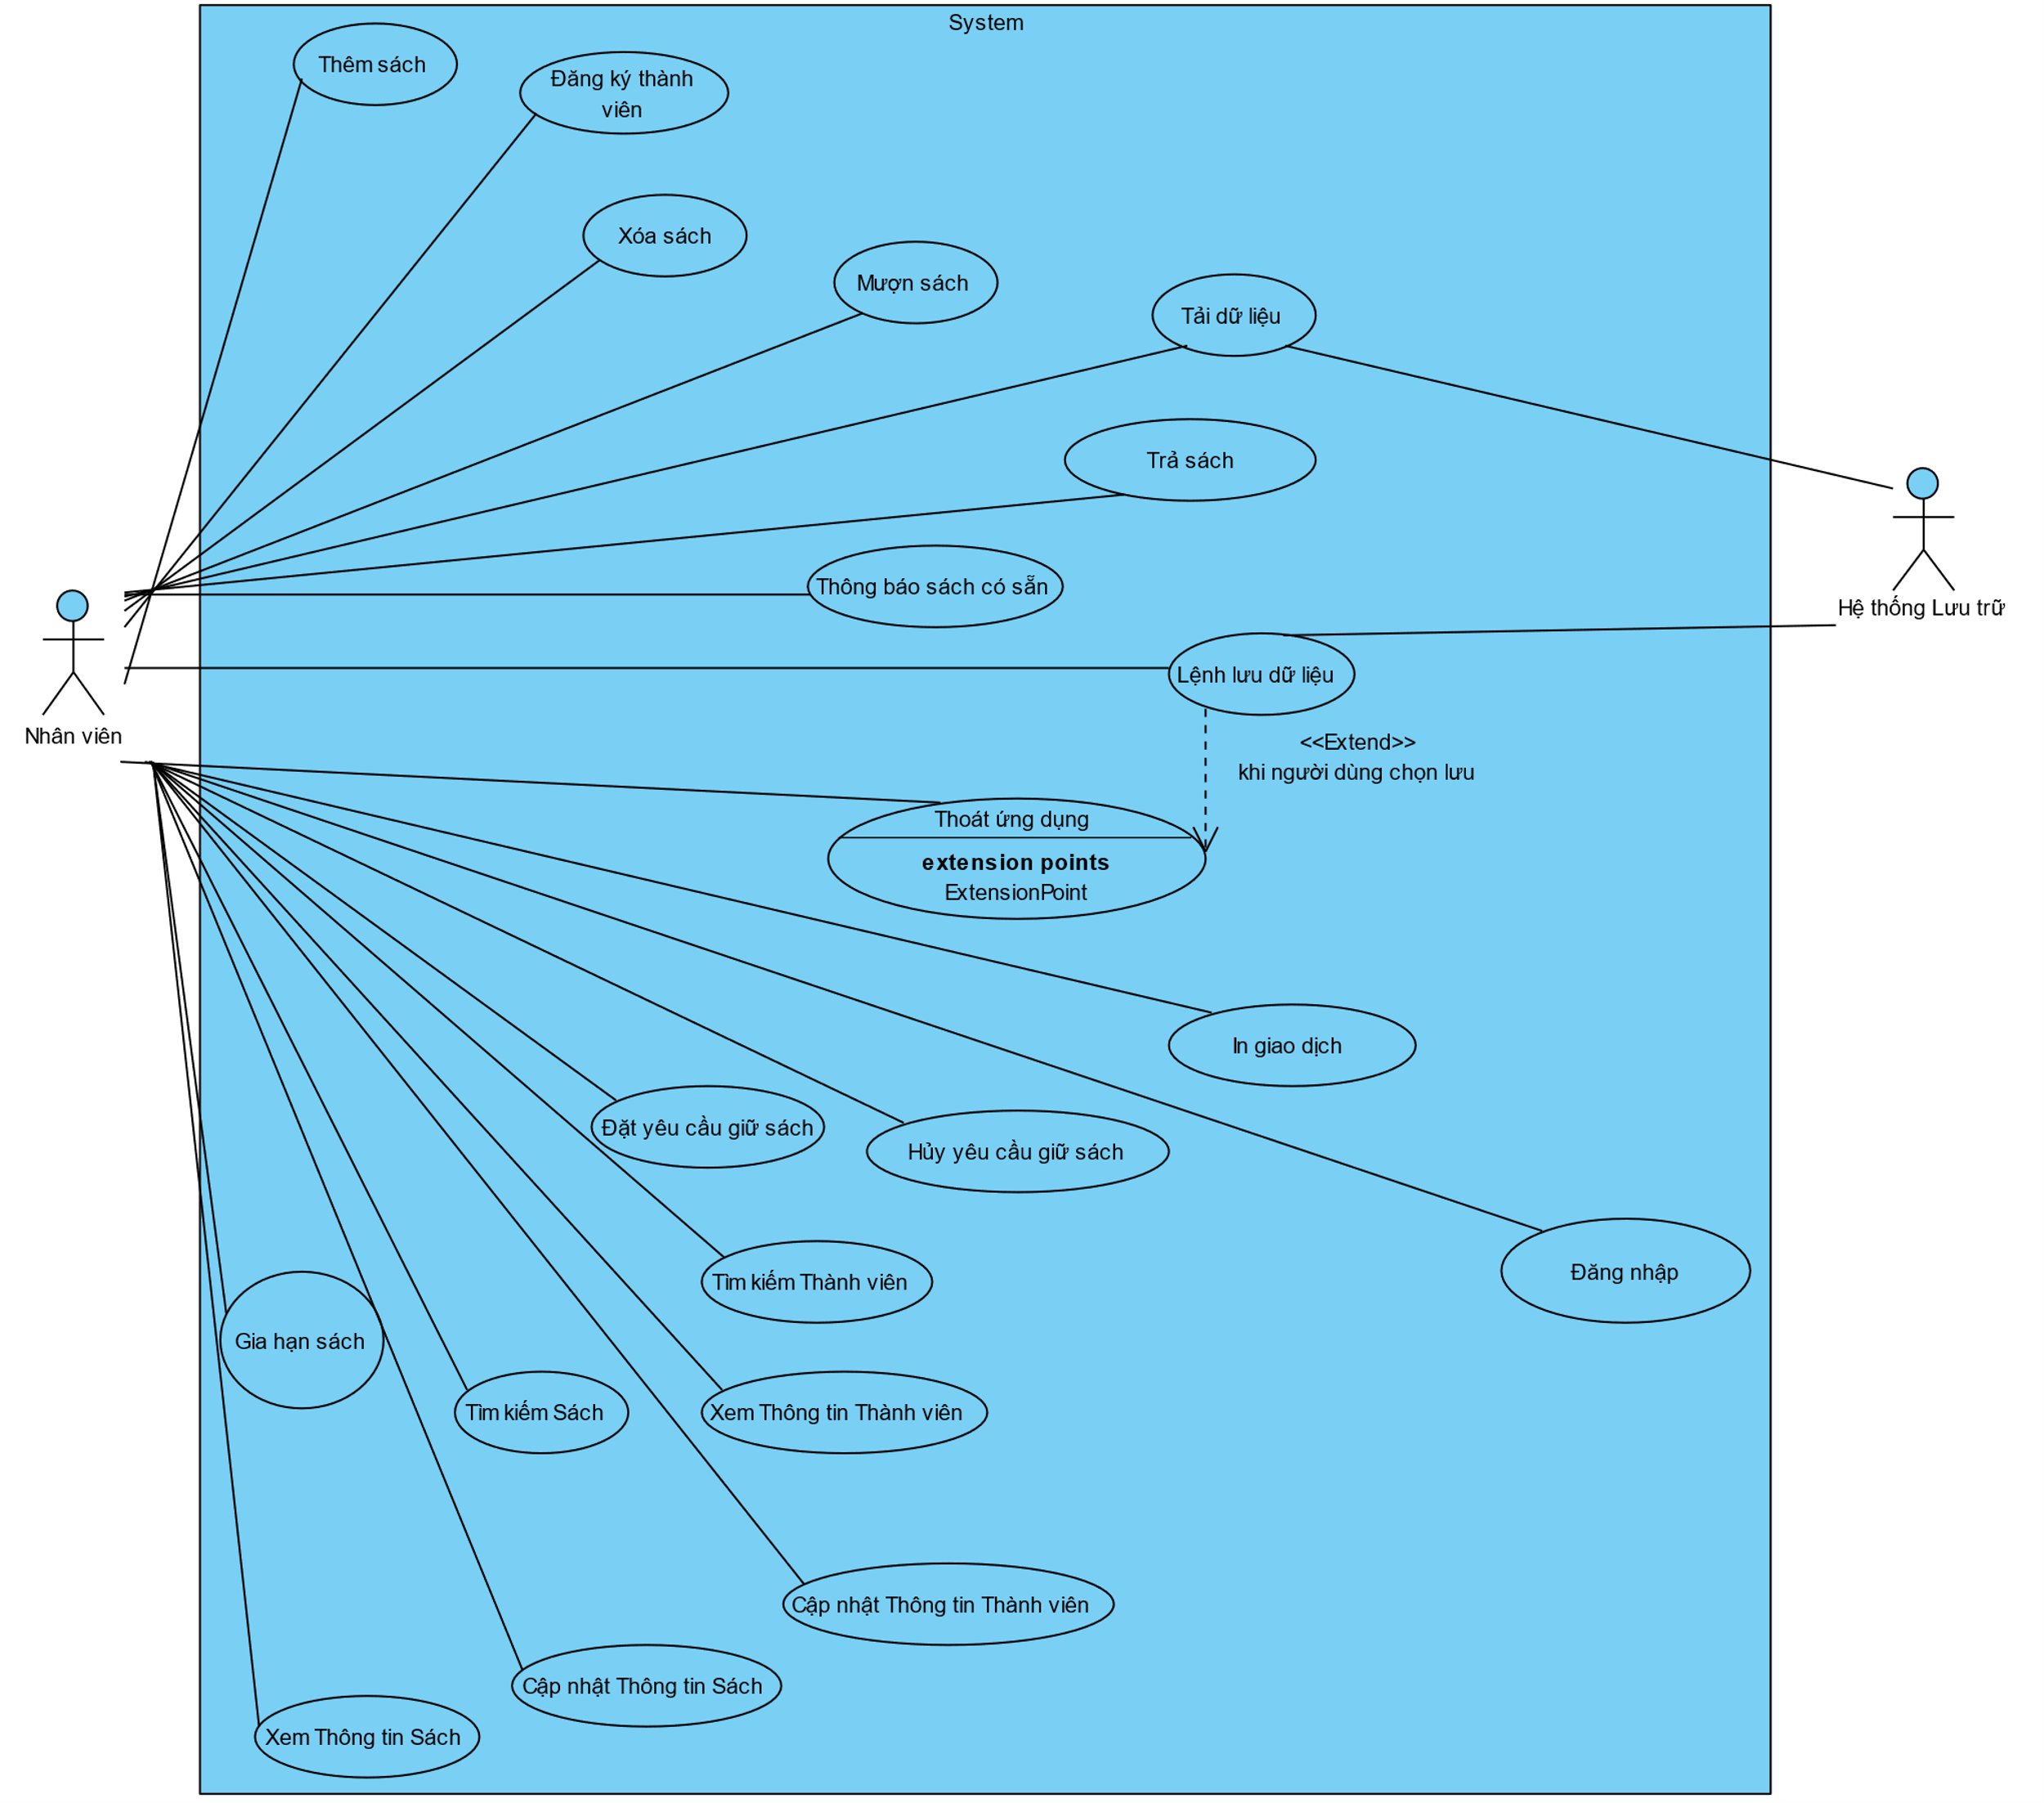 System
Thêm sách
Đăng ký thành
viên
Xóa sách
Mượn sách
Tải dữ liệu
Trả sách
Thông báo sách có sẵn
Hệ thống Lưu trữ
Lệnh lưu dữ liệu
Nhân viên
<<Extend>>
khi người dùng chọn lưu
Thoát ứng dụng
extension points
ExtensionPoint
In giao dịch
Đặt yêu cầu giữ sách
Hủy yêu cầu giữ sách
Đăng nhập
Tìm kiếm Thành viên
Gia hạn sách
Tìm kiếm Sách
Xem Thông tin Thành viên
Cập nhật Thông tin Thành viên
Cập nhật Thông tin Sách
Xem Thông tin Sách